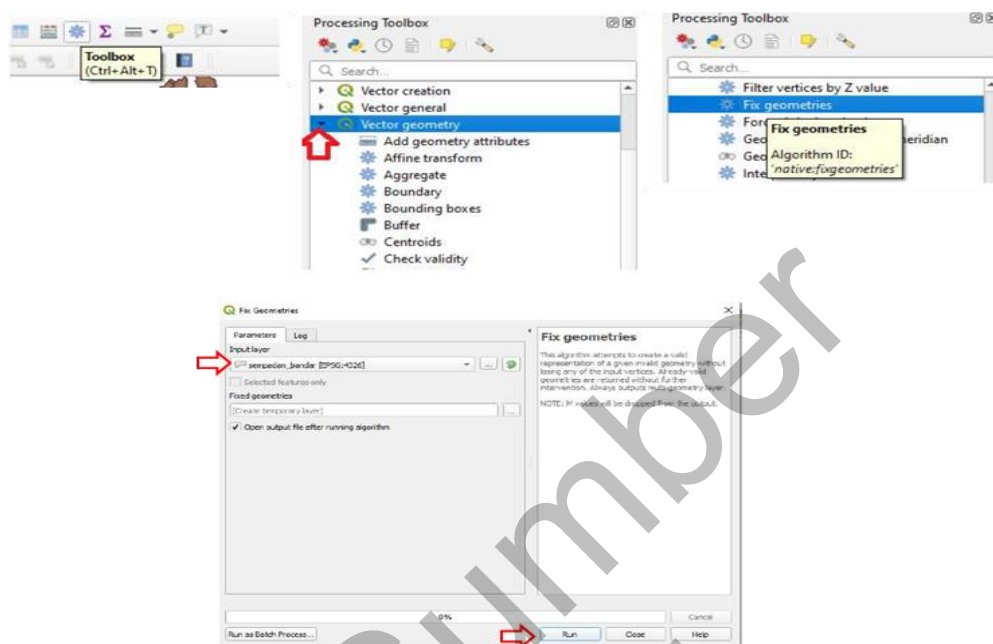 Toolbox
(Ctrl+Alt+T)
Processing Toolbox
Search...
Vector creation
Vector general
Vector geometry
Add geometry attributes
Affine transform
Aggregate
Boundary
Bounding boxes
Buffer
Centroids
Check validity
Processing Toolbox
Search...
Filter vertices by Z value
Fix geometries
Fix geometries
Algorithm ID:
'native:fixgeometries'
Fix Geometries
Parameters
Log
Input layer
sempadan_bandar [EPSG:4326]
Selected features only
Fixed geometries
[Create temporary layer]
Open output file after running algorithm
Fix geometries
This algorithm attempts to create a valid
representation of a given invalid geometry without
losing any of the input vertices. Already-valid
geometries are returned without further
intervention. Always outputs multi-geometry layer.
NOTE: M values will be dropped from the output.
0%
Cancel
Run as Batch Process...
Run
Close
Help